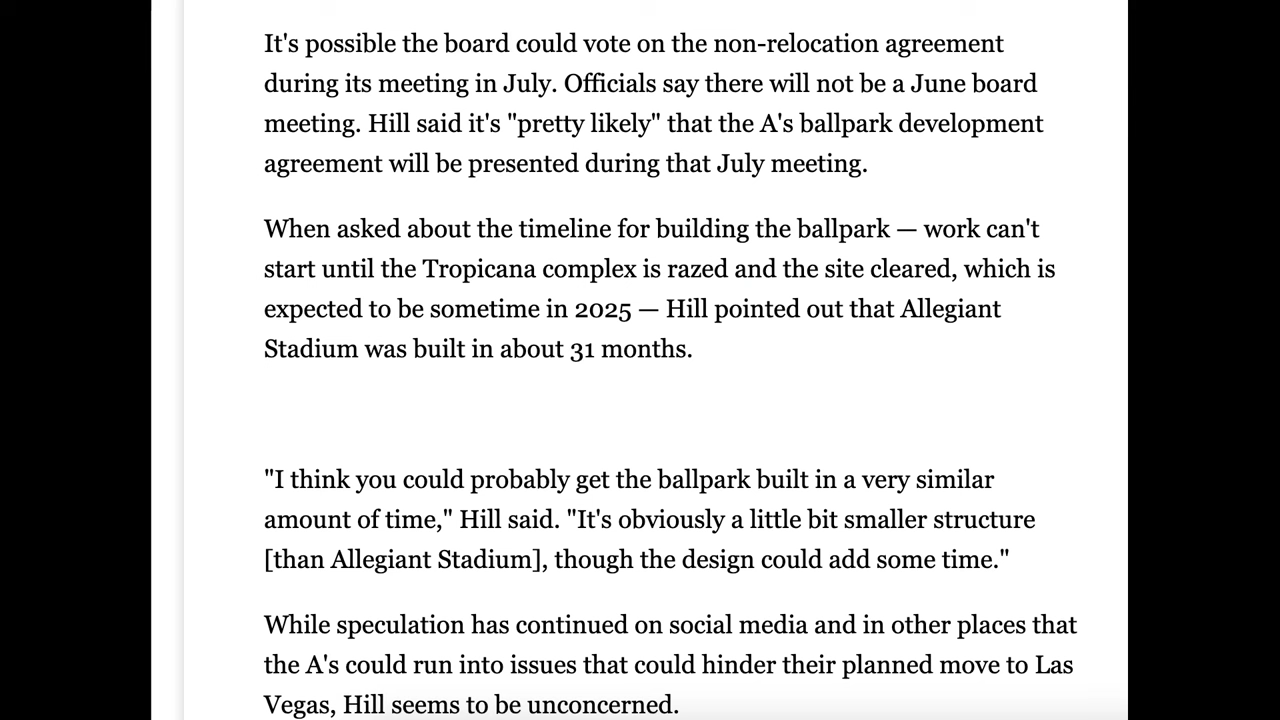 It's possible the board could vote on the non-relocation agreement
during its meeting in July. Officials say there will not be a June board
meeting. Hill said it's "pretty likely" that the A's ballpark development
agreement will be presented during that July meeting.
When asked about the timeline for building the ballpark — work can't
start until the Tropicana complex is razed and the site cleared, which is
expected to be sometime in 2025 — Hill pointed out that Allegiant
Stadium was built in about 31 months.
"I think you could probably get the ballpark built in a very similar
amount of time," Hill said. "It's obviously a little bit smaller structure
[than Allegiant Stadium], though the design could add some time."
While speculation has continued on social media and in other places that
the A's could run into issues that could hinder their planned move to Las
Vegas, Hill seems to be unconcerned.